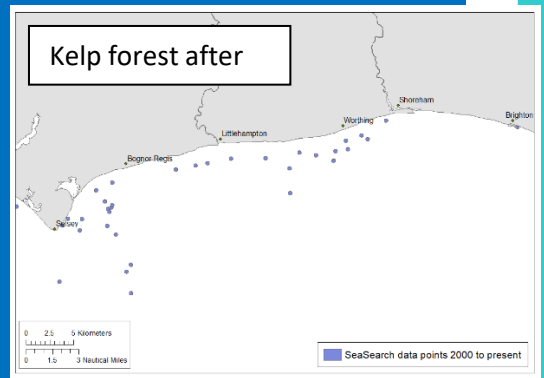 Kelp forest after
Shoreham
Brighton
Worthing
Littlehampton
Bognor Regis
Selsey
0 2.5 5 Kilometers
0 1.5 3 Nautical Miles
SeaSearch data points 2000 to present